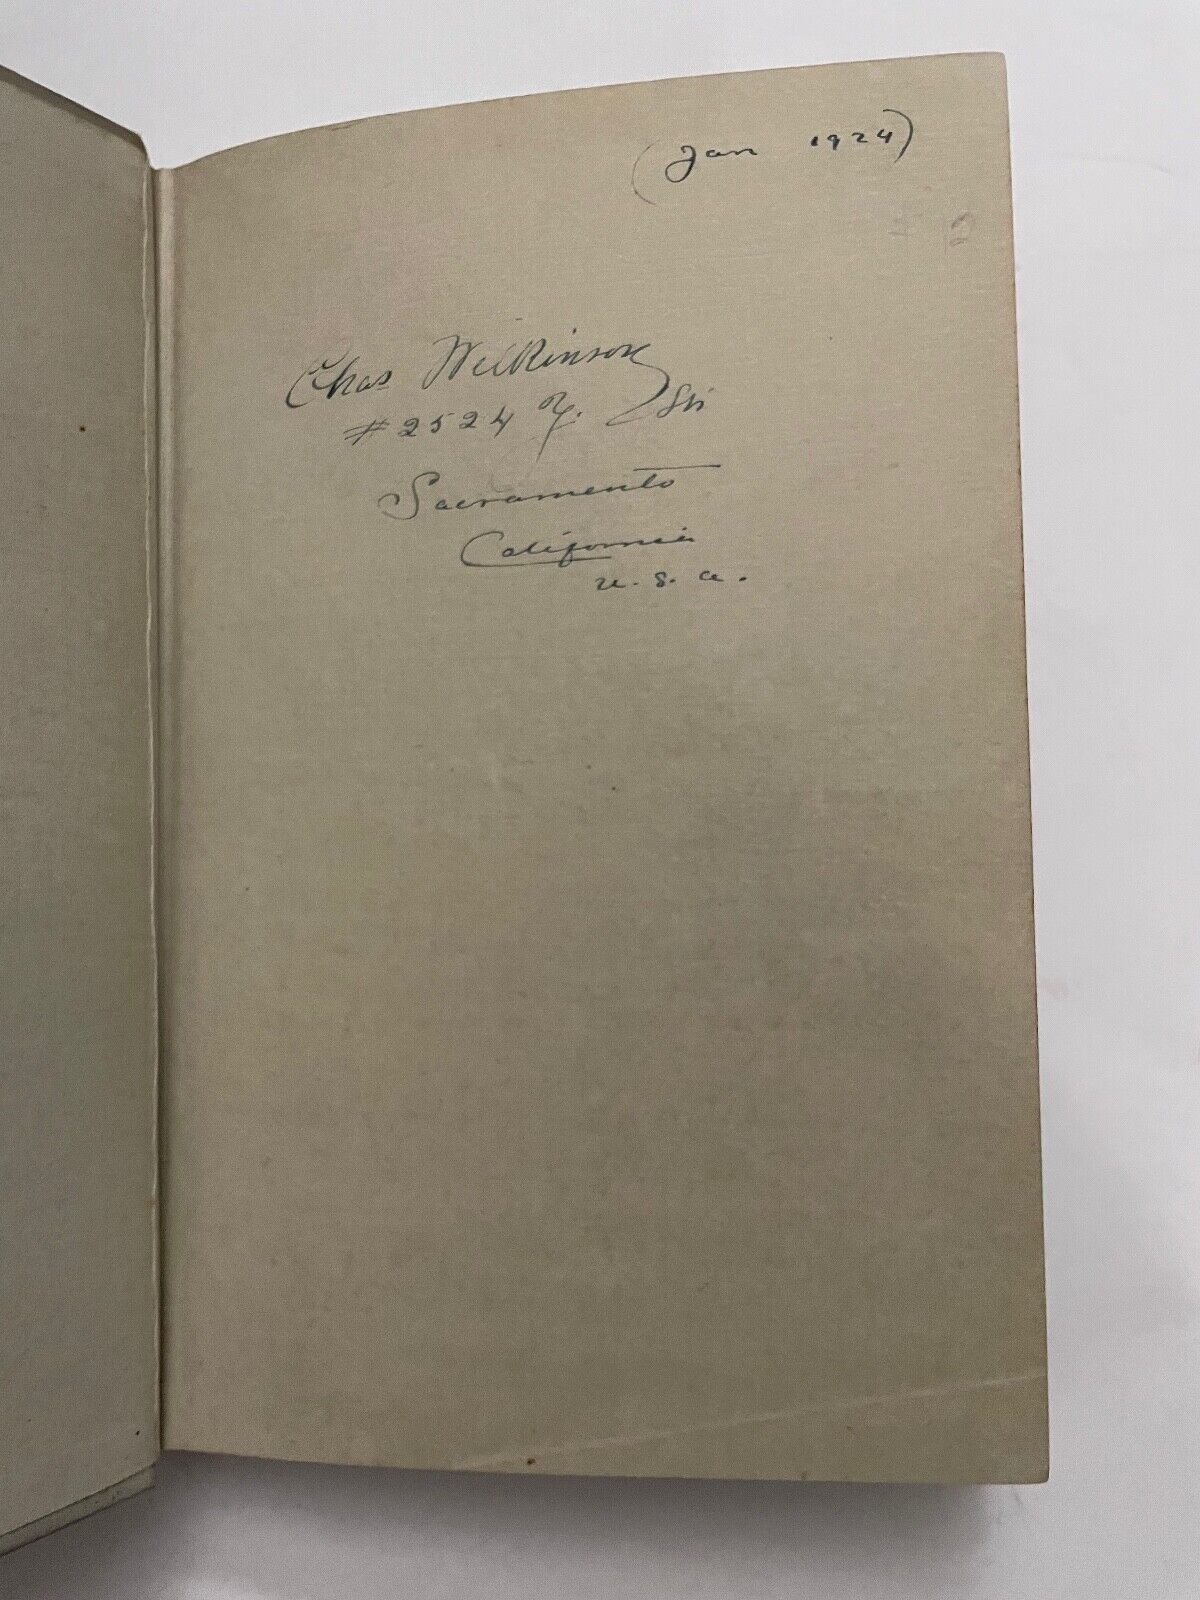 (Jan 1924)
Chas Wilkinson
#2524 Y. St
Sacramento
California
U.S.A.